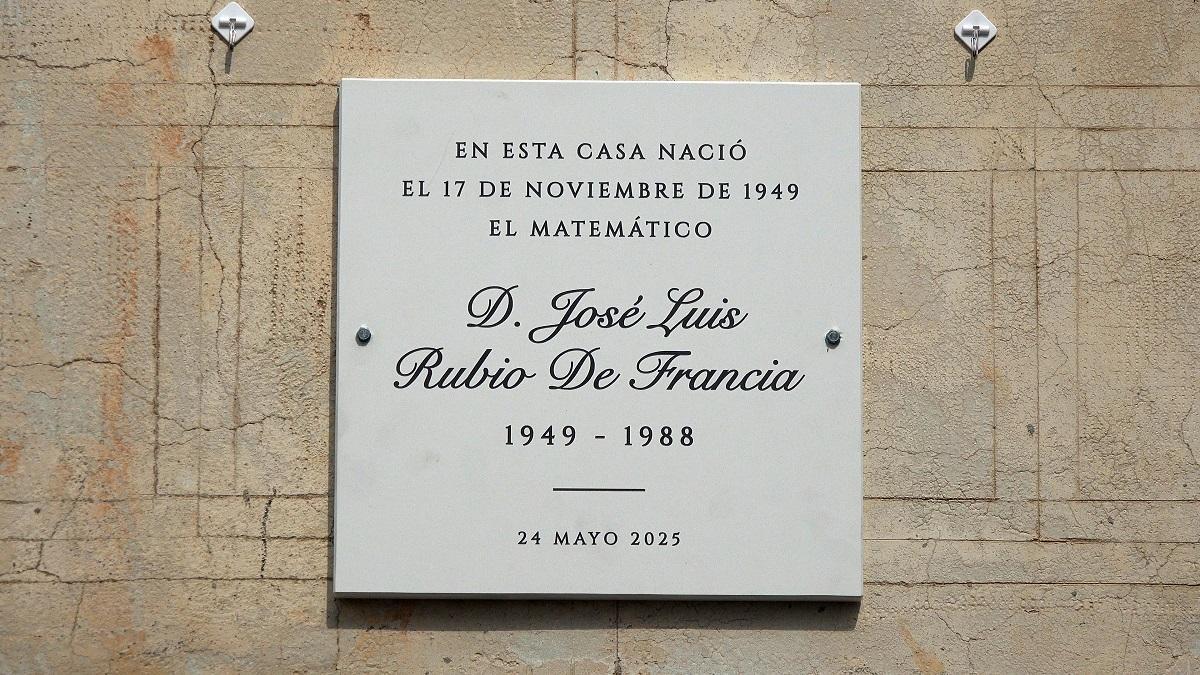 EN ESTA CASA NACIÓ
EL 17 DE NOVIEMBRE DE 1949
EL MATEMÁTICO
D. José Luis
Rubio De Francia
1949 - 1988
24 MAYO 2025